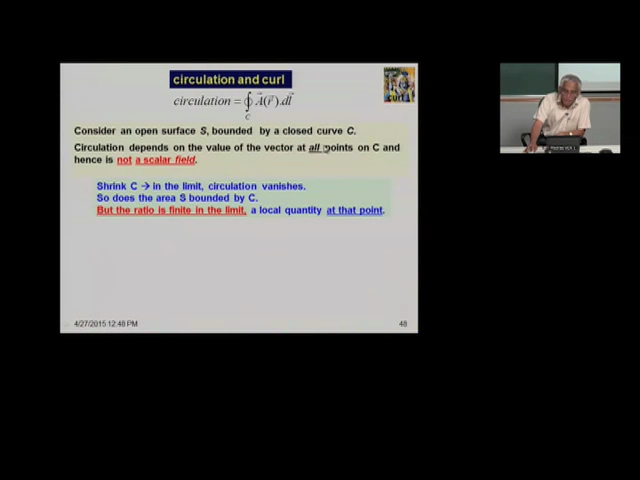 circulation and curl
circulation = ∮ A⃗(r⃗).dl⃗
C
curl
Consider an open surface S, bounded by a closed curve C.
Circulation depends on the value of the vector at all points on C and
hence is not a scalar field.
Shrink C → in the limit, circulation vanishes.
So does the area S bounded by C.
But the ratio is finite in the limit, a local quantity at that point.
4/27/2015 12:48 PM
48